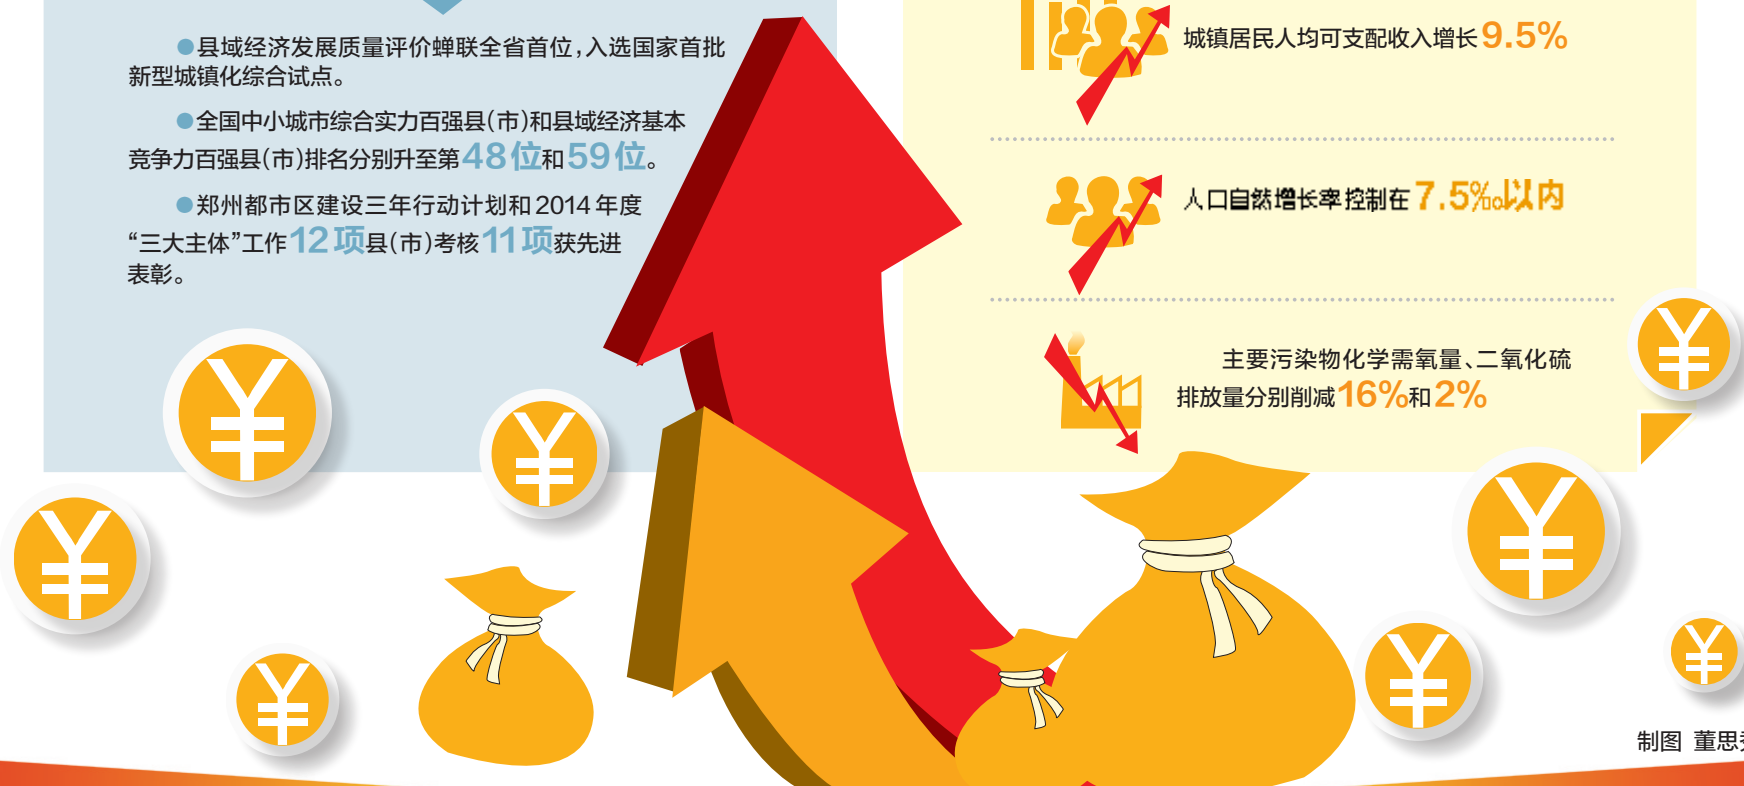 ●县域经济发展质量评价蝉联全省首位，入选国家首批
新型城镇化综合试点。
●全国中小城市综合实力百强县(市)和县域经济基本
竞争力百强县(市)排名分别升至第48位和59位。
●郑州都市区建设三年行动计划和2014年度
“三大主体”工作12项县(市)考核11项获先进
表彰。
城镇居民人均可支配收入增长9.5%
人口自然增长率控制在7.5‰以内
主要污染物化学需氧量、二氧化硫
排放量分别削减16%和2%
制图 董思